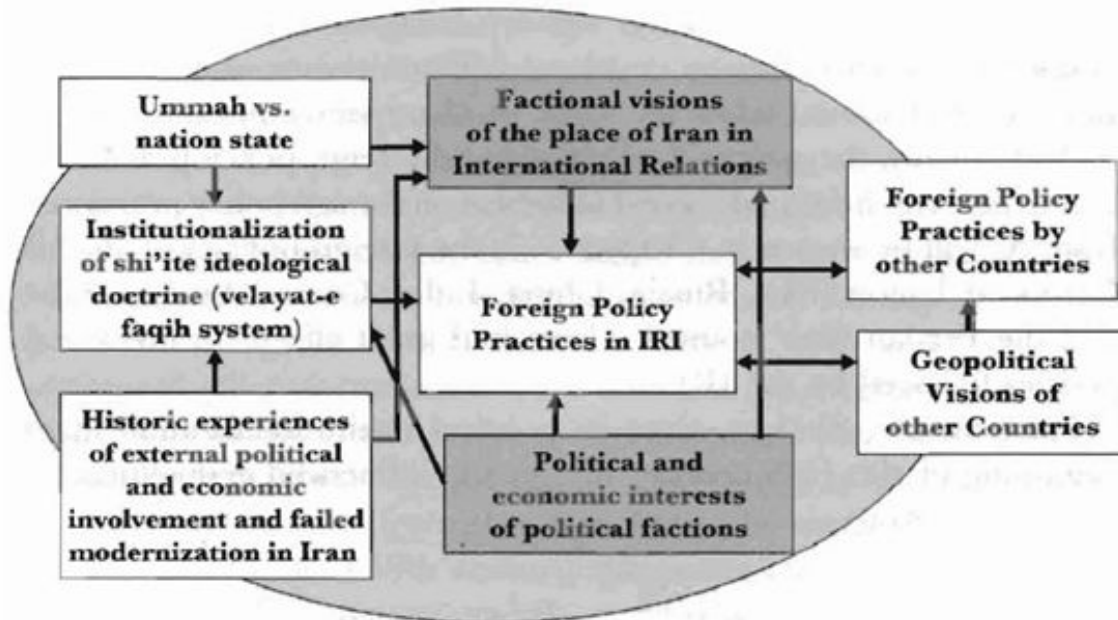 Ummah vs.
nation state
Factional visions
of the place of Iran in
International Relations
Institutionalization
of shi'ite ideological
doctrine (velayat-e
faqih system)
Foreign Policy
Practices in IRI
Foreign Policy
Practices by
other Countries
Geopolitical
Visions of
other Countries
Historic experiences
of external political
and economic
involvement and failed
modernization in Iran
Political and
economic interests
of political factions